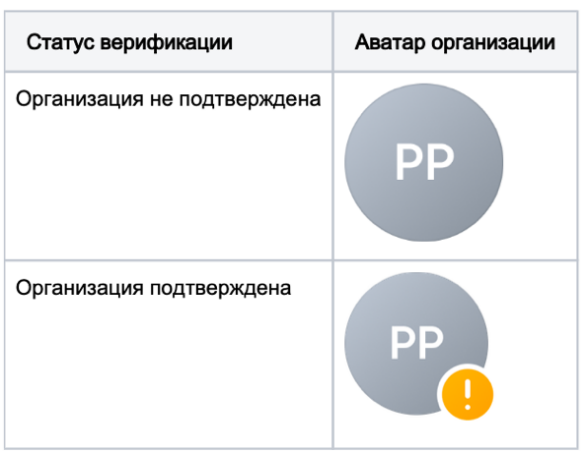 Статус верификации
Аватар организации
Организация не подтверждена
PP
Организация подтверждена
PP
!